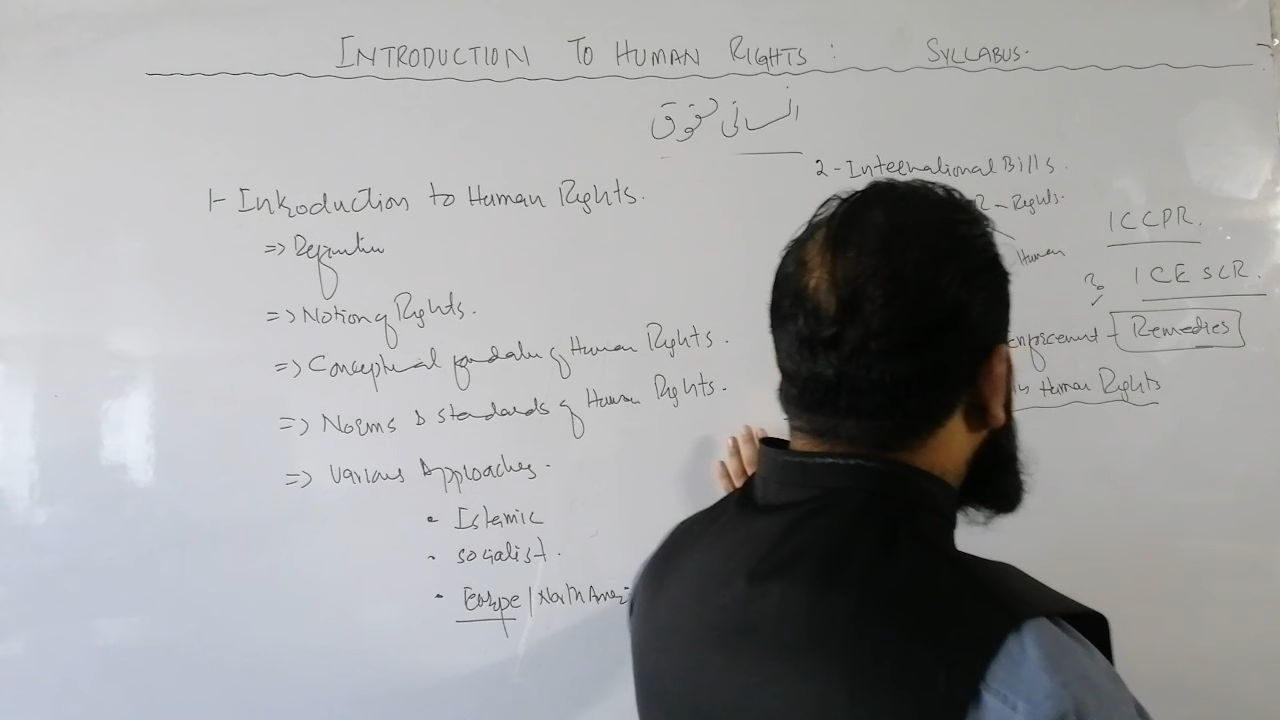 INTRODUCTION TO HUMAN RIGHTS : SYLLABUS.
انسانی حقوق
1- Introduction to Human Rights.
=> Definition
=> Notion of Rights.
=> Conceptual foundation of Human Rights.
=> Norms & standards of Human Rights.
=> Various Approaches.
• Islamic
• socialist.
• Europe / North Ameri
2- International Bills.
R - Rights.
Human
ICCPR.
ICESCR.
Enforcement - Remedies
Human Rights